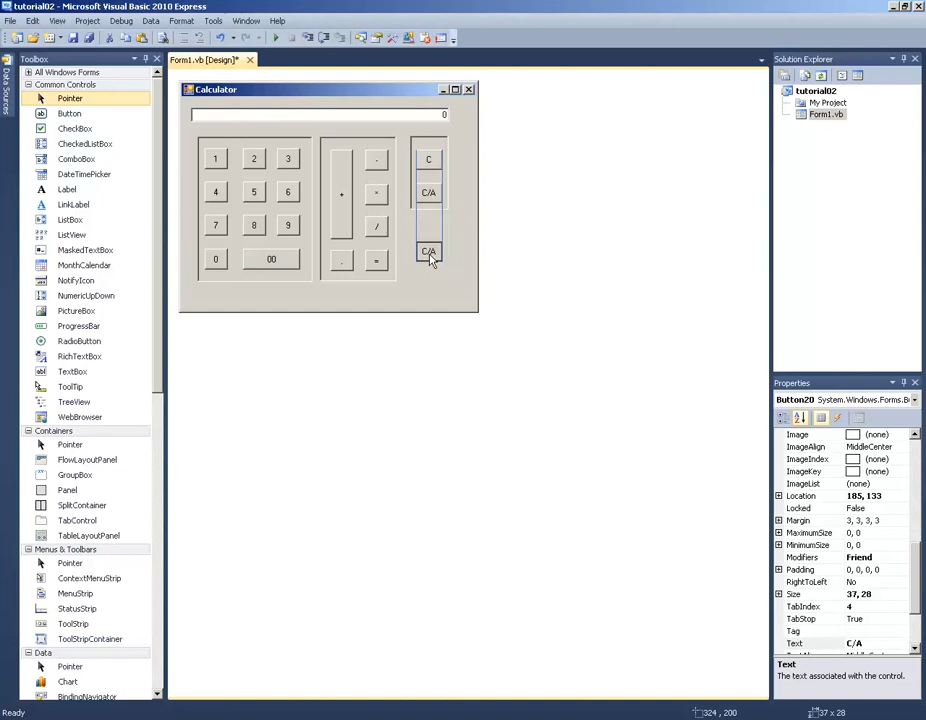 tutorial02 - Microsoft Visual Basic 2010 Express
File Edit View Project Debug Data Format Tools Window Help
Data Sources
Toolbox
All Windows Forms
Common Controls
Pointer
Button
CheckBox
CheckedListBox
ComboBox
DateTimePicker
Label
LinkLabel
ListBox
ListView
MaskedTextBox
MonthCalendar
NotifyIcon
NumericUpDown
PictureBox
ProgressBar
RadioButton
RichTextBox
TextBox
ToolTip
TreeView
WebBrowser
Containers
Pointer
FlowLayoutPanel
GroupBox
Panel
SplitContainer
TabControl
TableLayoutPanel
Menus & Toolbars
Pointer
ContextMenuStrip
MenuStrip
StatusStrip
ToolStrip
ToolStripContainer
Data
Pointer
Chart
BindingNavigator
Form1.vb [Design]*
Calculator
0
1 2 3 - C
4 5 6 + * C/A
7 8 9 /
0 00 . = C/A
Solution Explorer
tutorial02
My Project
Form1.vb
Properties
Button20 System.Windows.Forms.Bu
Image (none)
ImageAlign MiddleCenter
ImageIndex (none)
ImageKey (none)
ImageList (none)
Location 185, 133
Locked False
Margin 3, 3, 3, 3
MaximumSize 0, 0
MinimumSize 0, 0
Modifiers Friend
Padding 0, 0, 0, 0
RightToLeft No
Size 37, 28
TabIndex 4
TabStop True
Tag
Text C/A
Text
The text associated with the control.
Ready 324 , 200 37 x 28